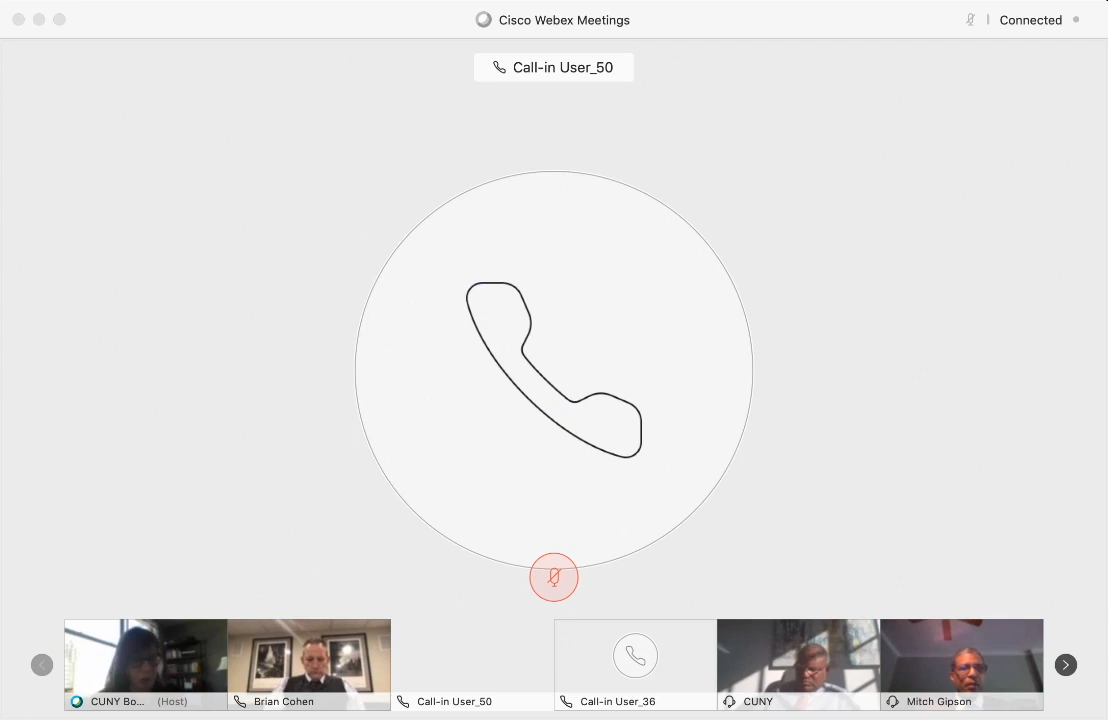 Cisco Webex Meetings
Connected
Call-in User_50
CUNY Bo... (Host)
Brian Cohen
Call-in User_50
Call-in User_36
CUNY
Mitch Gipson